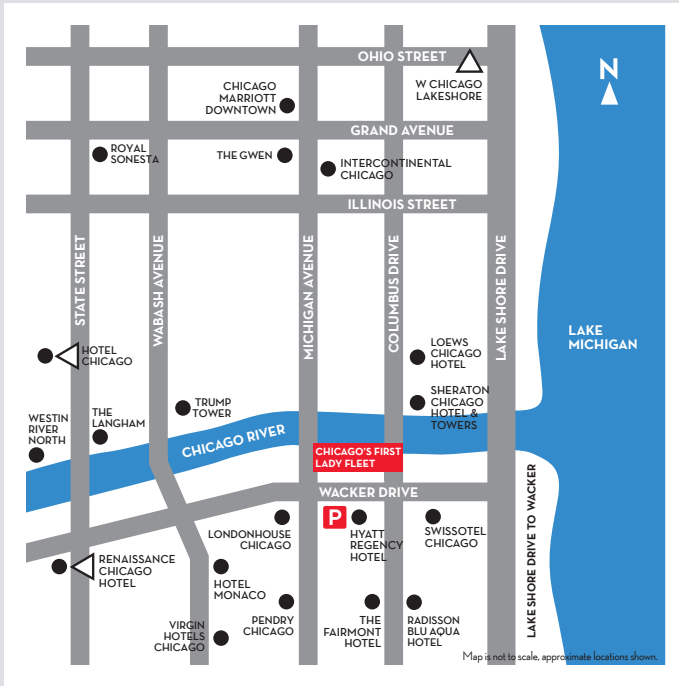 OHIO STREET
N
CHICAGO
MARRIOTT
DOWNTOWN
W CHICAGO
LAKESHORE
GRAND AVENUE
ROYAL
SONESTA
THE GWEN
INTERCONTINENTAL
CHICAGO
ILLINOIS STREET
STATE STREET
WABASH AVENUE
MICHIGAN AVENUE
COLUMBUS DRIVE
LAKE SHORE DRIVE
LAKE
MICHIGAN
HOTEL
CHICAGO
LOEWS
CHICAGO
HOTEL
SHERATON
CHICAGO
HOTEL &
TOWERS
TRUMP
TOWER
THE
LANGHAM
WESTIN
RIVER
NORTH
CHICAGO RIVER
CHICAGO'S FIRST
LADY FLEET
WACKER DRIVE
LAKE SHORE DRIVE TO WACKER
P
LONDONHOUSE
CHICAGO
HYATT
REGENCY
HOTEL
SWISSOTEL
CHICAGO
RENAISSANCE
CHICAGO
HOTEL
HOTEL
MONACO
VIRGIN
HOTELS
CHICAGO
PENDRY
CHICAGO
THE
FAIRMONT
HOTEL
RADISSON
BLU AQUA
HOTEL
Map is not to scale, approximate locations shown.